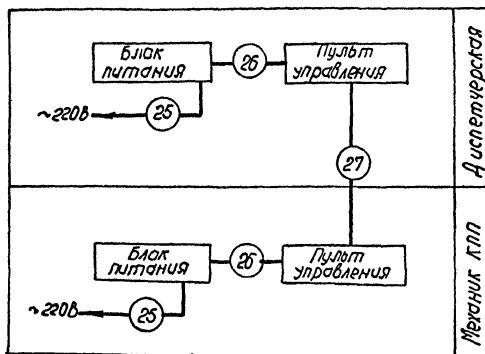 Блок
питания
26
Пульт
управления
~220В
25
27
Диспетчерская
Блок
питания
26
Пульт
управления
~220В
25
Механик КПП